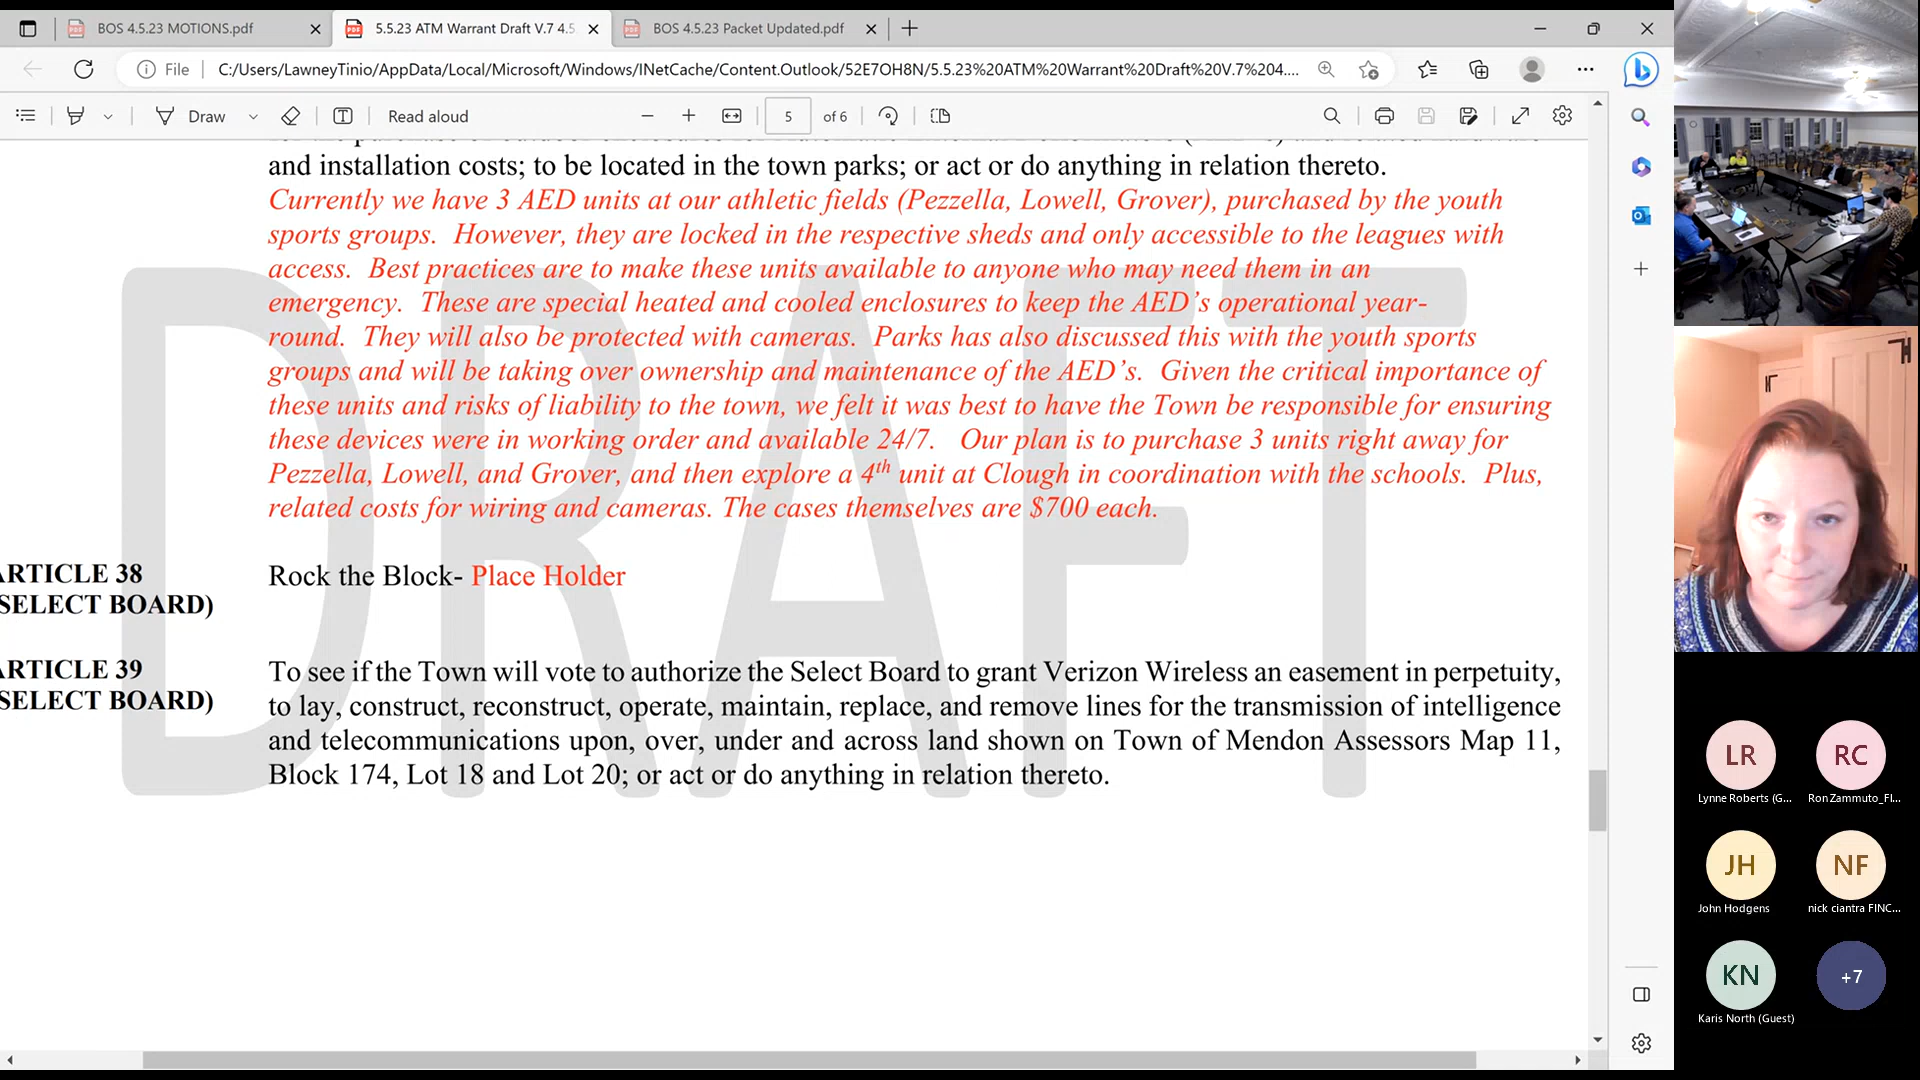 BOS 4.5.23 MOTIONS.pdf
5.5.23 ATM Warrant Draft V.7 4.5
BOS 4.5.23 Packet Updated.pdf
File
C:/Users/LawneyTinio/AppData/Local/Microsoft/Windows/INetCache/Content.Outlook/52E7OH8N/5.5.23%20ATM%20Warrant%20Draft%20V.7%204....
Draw
Read aloud
5
of 6
and installation costs; to be located in the town parks; or act or do anything in relation thereto.
Currently we have 3 AED units at our athletic fields (Pezzella, Lowell, Grover), purchased by the youth
sports groups. However, they are locked in the respective sheds and only accessible to the leagues with
access. Best practices are to make these units available to anyone who may need them in an
emergency. These are special heated and cooled enclosures to keep the AED’s operational year-
round. They will also be protected with cameras. Parks has also discussed this with the youth sports
groups and will be taking over ownership and maintenance of the AED’s. Given the critical importance of
these units and risks of liability to the town, we felt it was best to have the Town be responsible for ensuring
these devices were in working order and available 24/7. Our plan is to purchase 3 units right away for
Pezzella, Lowell, and Grover, and then explore a 4th unit at Clough in coordination with the schools. Plus,
related costs for wiring and cameras. The cases themselves are $700 each.
ARTICLE 38
SELECT BOARD)
Rock the Block- Place Holder
ARTICLE 39
SELECT BOARD)
To see if the Town will vote to authorize the Select Board to grant Verizon Wireless an easement in perpetuity,
to lay, construct, reconstruct, operate, maintain, replace, and remove lines for the transmission of intelligence
and telecommunications upon, over, under and across land shown on Town of Mendon Assessors Map 11,
Block 174, Lot 18 and Lot 20; or act or do anything in relation thereto.
DRAFT
LR
Lynne Roberts (G...
RC
Ron Zammuto_FI...
JH
John Hodgens
NF
nick ciantra FINC...
KN
Karis North (Guest)
+7